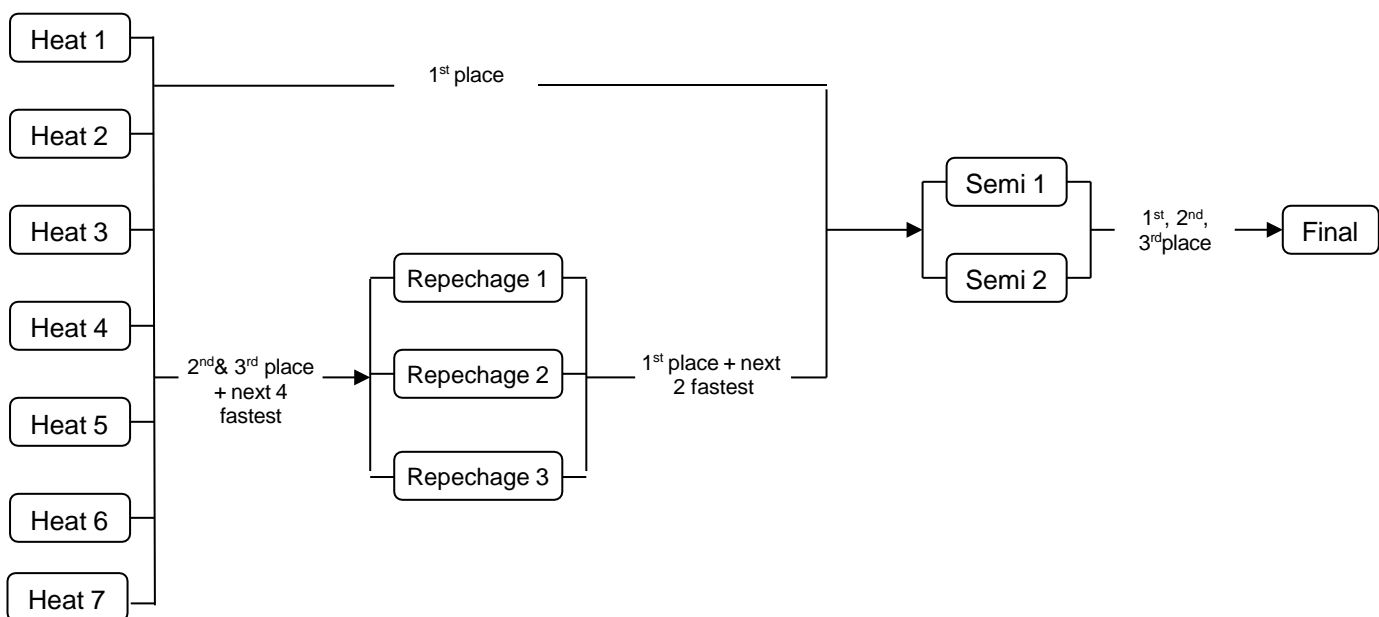 Heat 1
Heat 2
Heat 3
Heat 4
Heat 5
Heat 6
Heat 7
1st place
2nd& 3rd place
+ next 4
fastest
Repechage 1
Repechage 2
Repechage 3
1st place + next
2 fastest
Semi 1
Semi 2
1st, 2nd,
3rdplace
Final